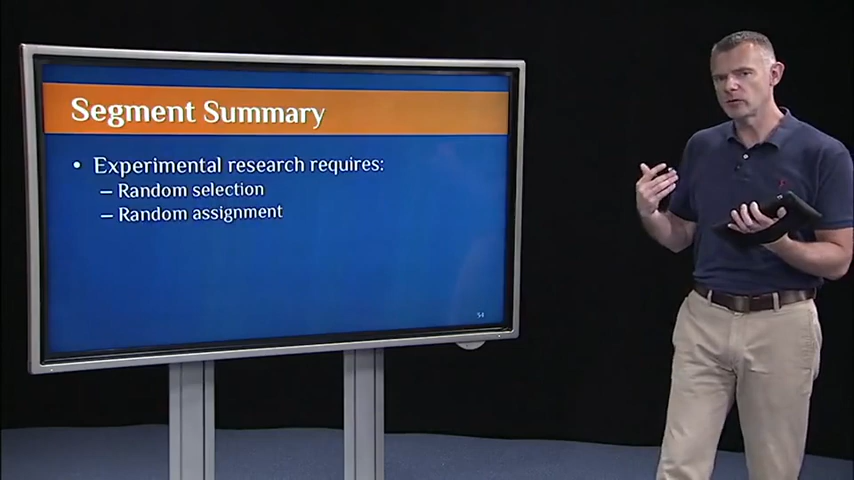 Segment Summary
• Experimental research requires:
– Random selection
– Random assignment
54